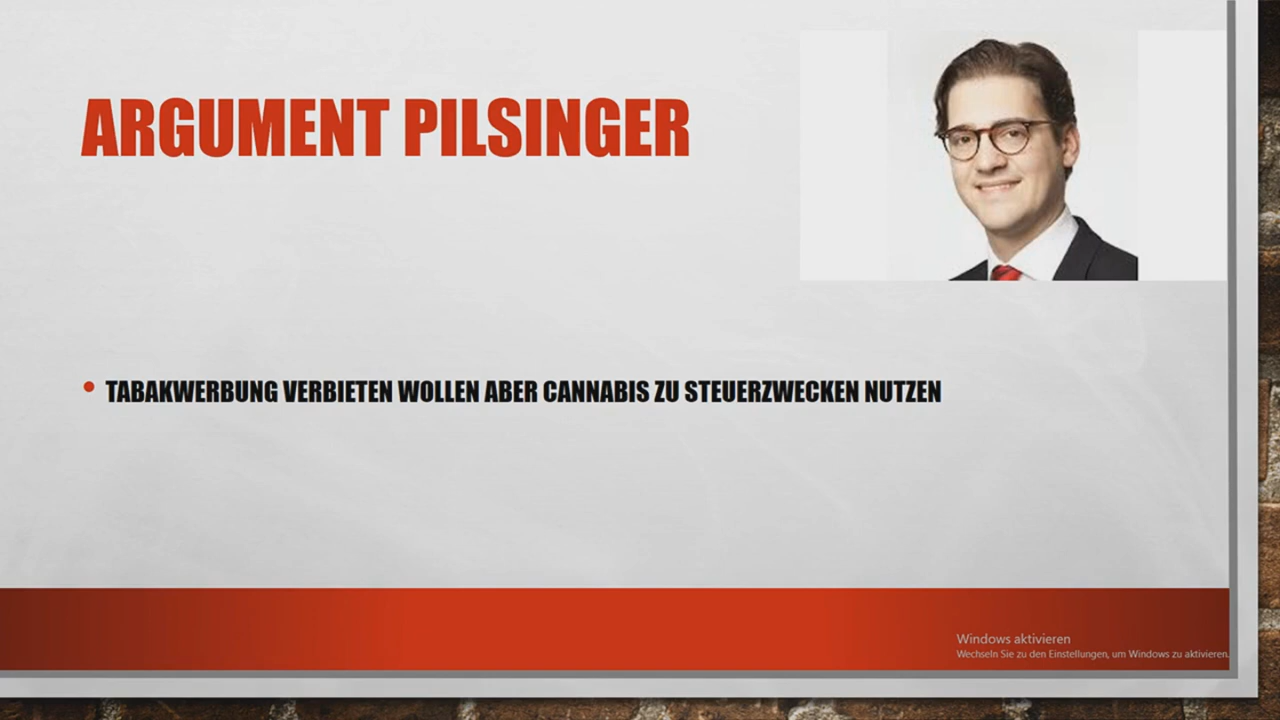 ARGUMENT PILSINGER
• TABAKWERBUNG VERBIETEN WOLLEN ABER CANNABIS ZU STEUERZWECKEN NUTZEN
Windows aktivieren
Wechseln Sie zu den Einstellungen, um Windows zu aktivieren.